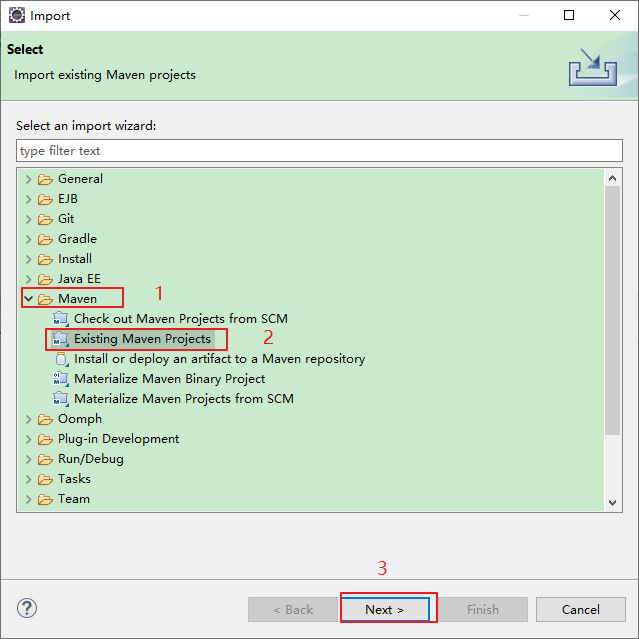 Import
Select
Import existing Maven projects
Select an import wizard:
type filter text
General
EJB
Git
Gradle
Install
Java EE
Maven 1
Check out Maven Projects from SCM
Existing Maven Projects 2
Install or deploy an artifact to a Maven repository
Materialize Maven Binary Project
Materialize Maven Projects from SCM
Oomph
Plug-in Development
Run/Debug
Tasks
Team
3
? < Back Next > Finish Cancel